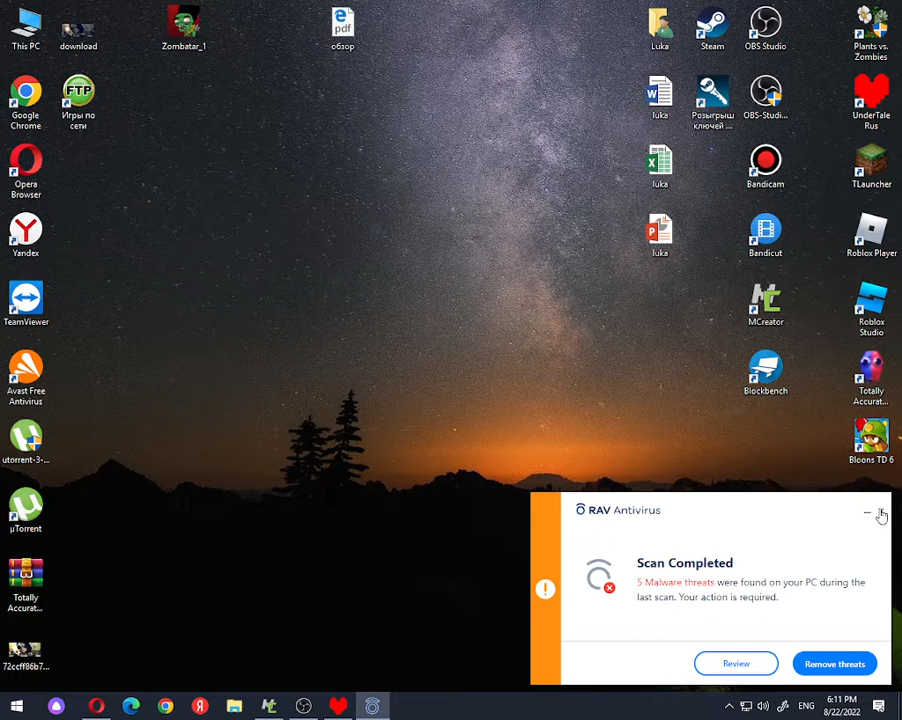 This PC
download
Zombatar_1
pdf
обзор
Luka
Steam
OBS Studio
Plants vs.
Zombies
Google
Chrome
FTP
Игры по
сети
luka
Розыгрыш
ключей ...
OBS-Studi...
UnderTale
Rus
Opera
Browser
luka
Bandicam
TLauncher
Yandex
luka
Bandicut
Roblox Player
TeamViewer
MCreator
Roblox
Studio
Avast Free
Antivirus
Blockbench
Totally
Accurat...
utorrent-3-...
Bloons TD 6
µTorrent
Totally
Accurat...
72ccff86b7...
RAV Antivirus
Scan Completed
5 Malware threats were found on your PC during the
last scan. Your action is required.
Review
Remove threats
ENG
6:11 PM
8/22/2022